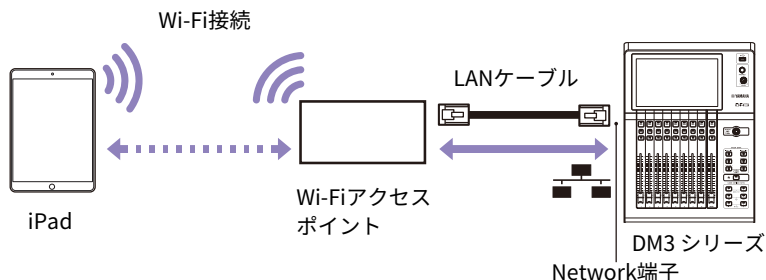 Wi-Fi接続
LANケーブル
YAMAHA
iPad
Wi-Fiアクセス
ポイント
DM3 シリーズ
Network端子